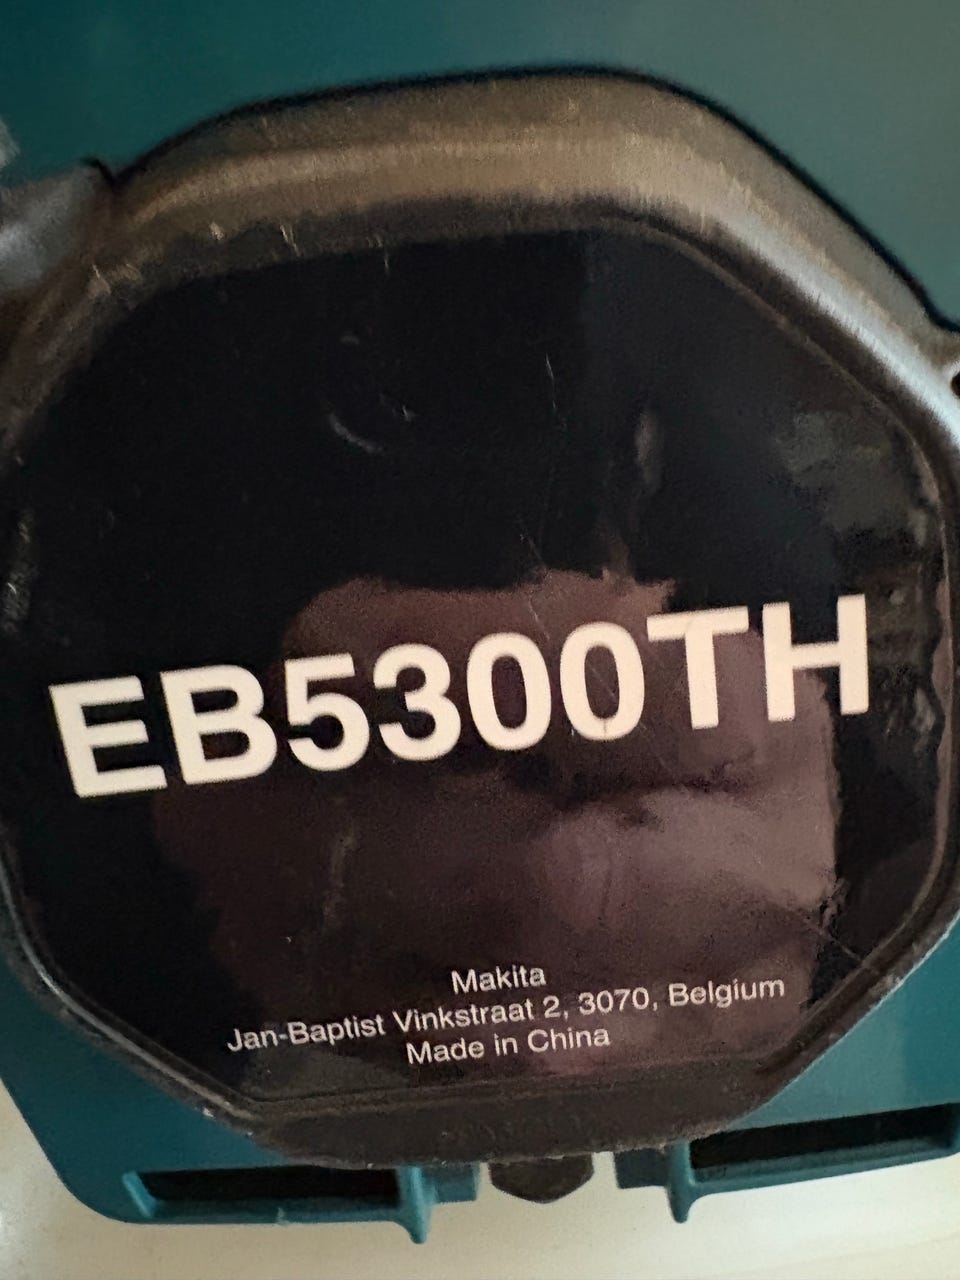 EB5300TH
Makita
Jan-Baptist Vinkstraat 2, 3070, Belgium
Made in China